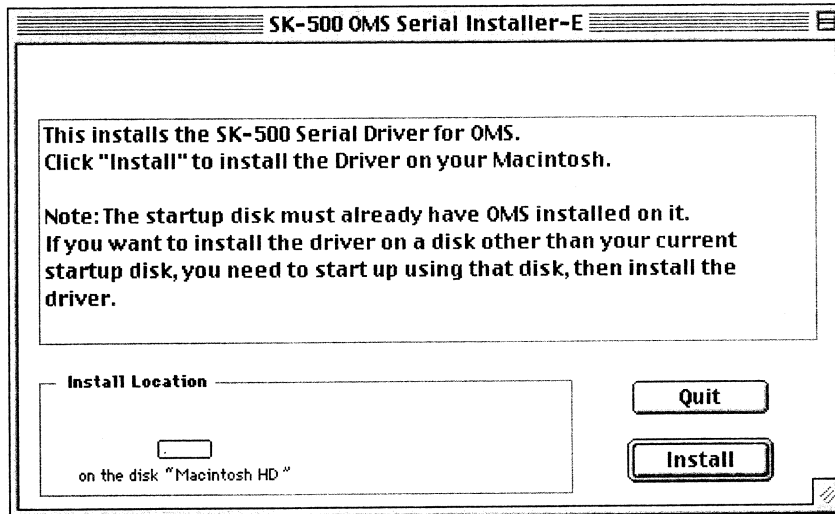 SK-500 OMS Serial Installer-E
This installs the SK-500 Serial Driver for OMS.
Click "Install" to install the Driver on your Macintosh.
Note: The startup disk must already have OMS installed on it.
If you want to install the driver on a disk other than your current
startup disk, you need to start up using that disk, then install the
driver.
Install Location
on the disk “Macintosh HD”
Quit
Install